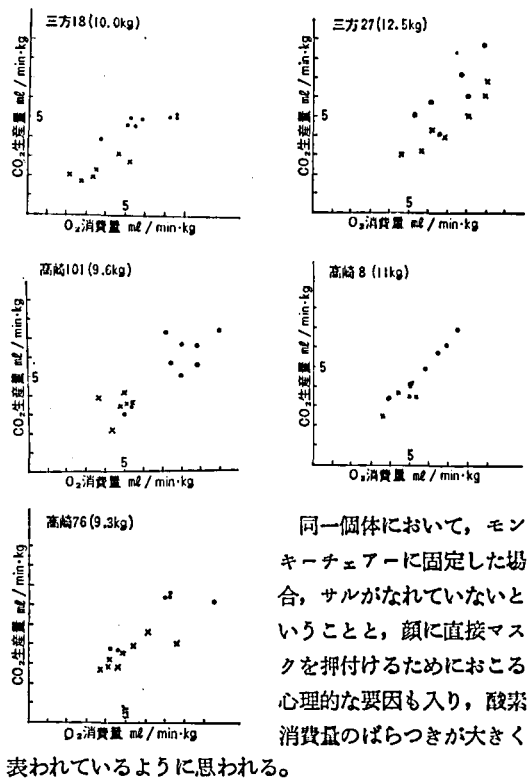 三方18(10.0kg)
CO₂生産量 mℓ/min·kg
5
5
O₂消費量 mℓ/min·kg
三方27(12.5kg)
CO₂生産量 mℓ/min·kg
5
5
O₂消費量 mℓ/min·kg
高崎101(9.6kg)
CO₂生産量 mℓ/min·kg
5
5
O₂消費量 mℓ/min·kg
高崎8(11kg)
CO₂生産量 mℓ/min·kg
5
5
O₂消費量 mℓ/min·kg
高崎76(9.3kg)
CO₂生産量 mℓ/min·kg
O₂消費量 mℓ/min·kg
同一個体において,モン
キーチェアーに固定した場
合,サルがなれていないと
いうことと,顔に直接マス
クを押付けるためにおこる
心理的な要因も入り,酸素
消費量のばらつきが大きく
表われているように思われる。